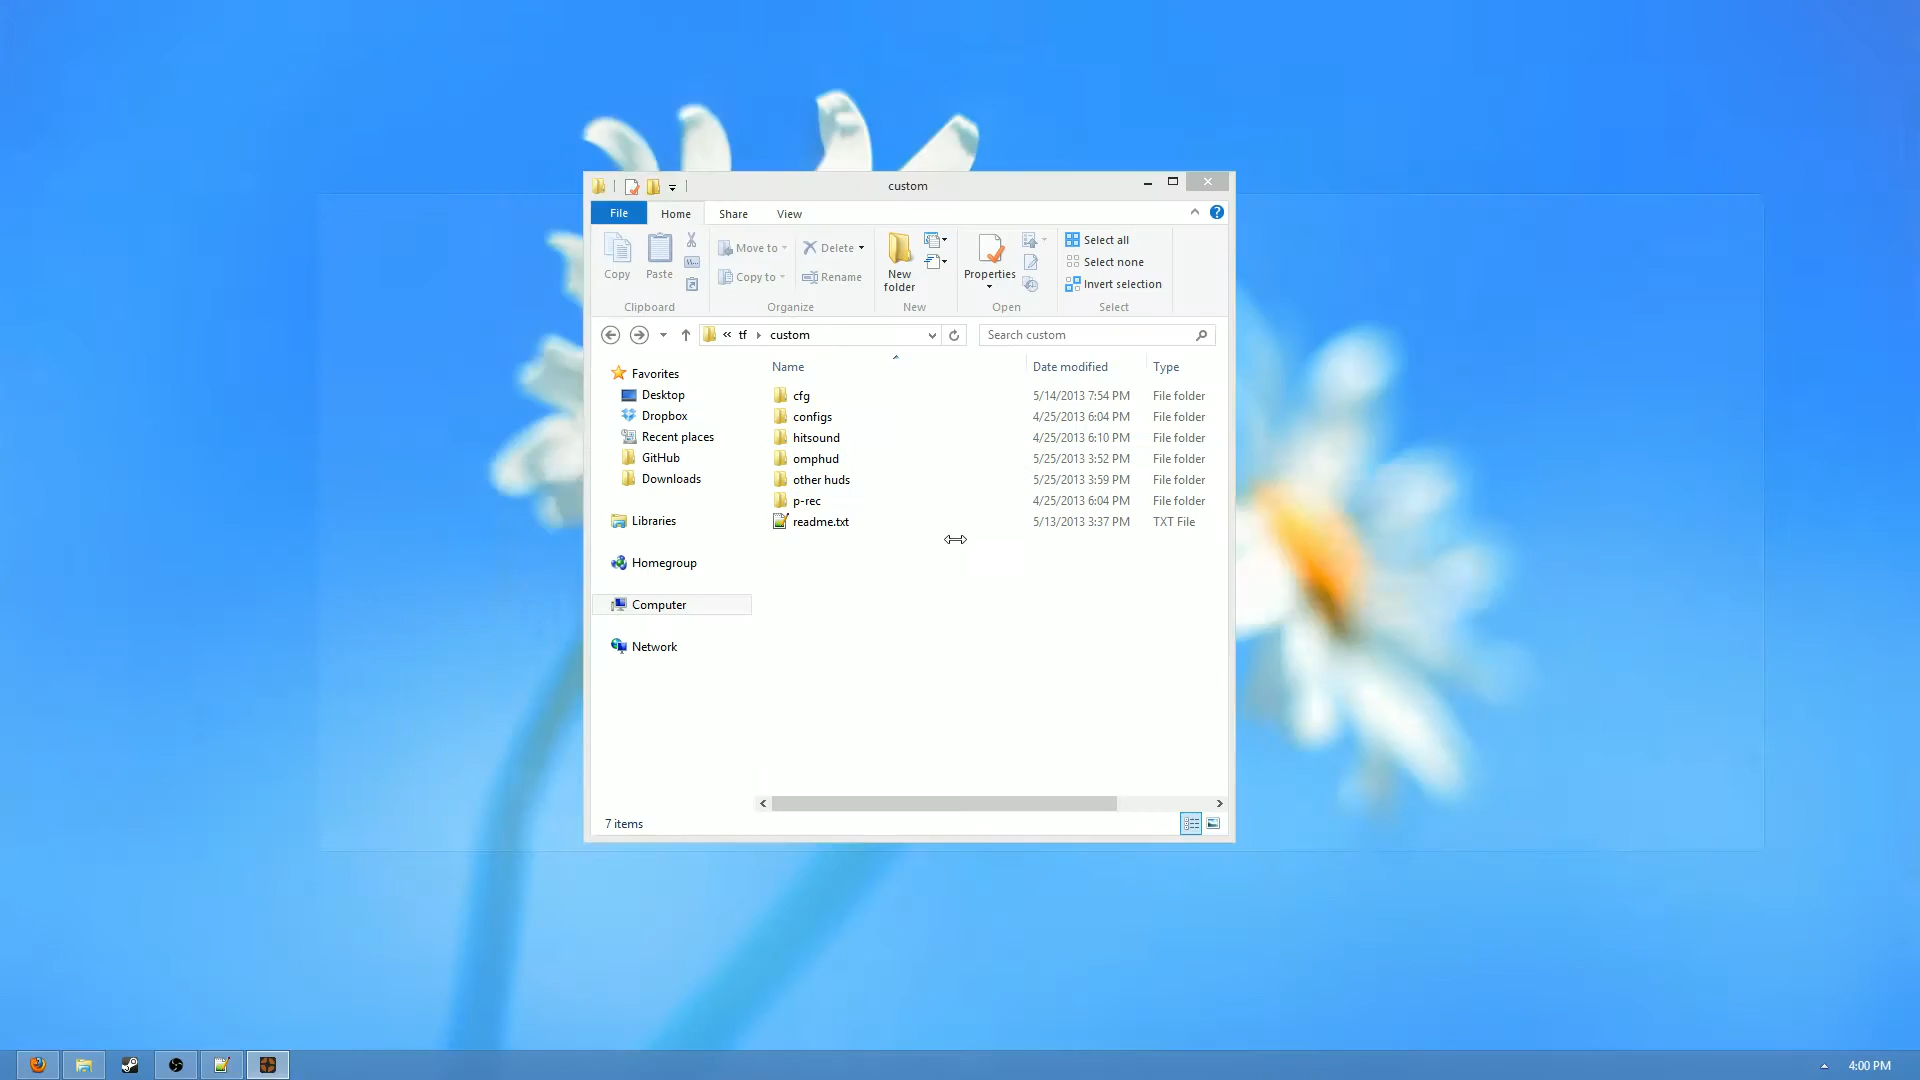 custom
File Home Share View
Copy
Paste
Move to
Copy to
Delete
Rename
New folder
Properties
Select all
Select none
Invert selection
Clipboard Organize New Open Select
« tf custom
Search custom
Name Date modified Type
Favorites
Desktop
Dropbox
Recent places
GitHub
Downloads
Libraries
Homegroup
Computer
Network
cfg 5/14/2013 7:54 PM File folder
configs 4/25/2013 6:04 PM File folder
hitsound 4/25/2013 6:10 PM File folder
omphud 5/25/2013 3:52 PM File folder
other huds 5/25/2013 3:59 PM File folder
p-rec 4/25/2013 6:04 PM File folder
readme.txt 5/13/2013 3:37 PM TXT File
7 items
4:00 PM